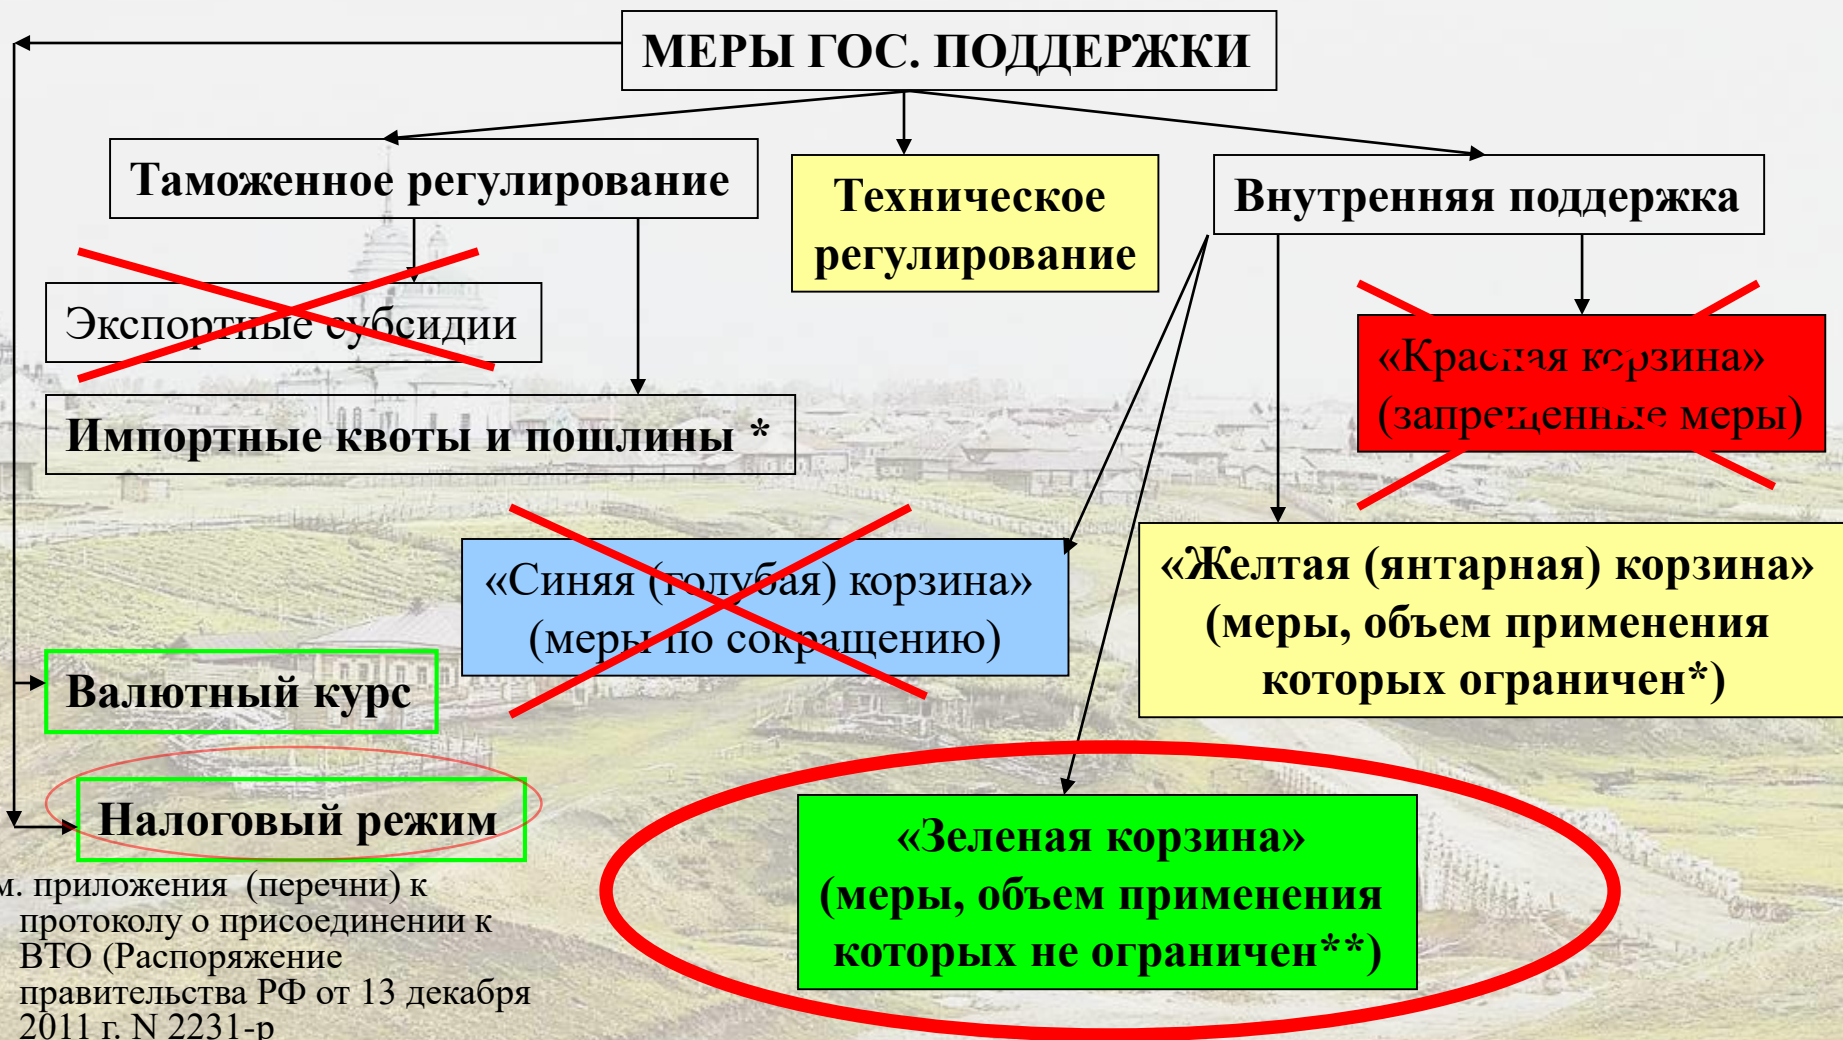 МЕРЫ ГОС. ПОДДЕРЖКИ
Таможенное регулирование
Техническое
регулирование
Внутренняя поддержка
Экспортные субсидии
«Красная корзина»
(запрещенные меры)
Импортные квоты и пошлины *
«Синяя (голубая) корзина»
(меры по сокращению)
«Желтая (янтарная) корзина»
(меры, объем применения
которых ограничен*)
Валютный курс
Налоговый режим
«Зеленая корзина»
(меры, объем применения
которых не ограничен**)
м. приложения (перечни) к
протоколу о присоединении к
ВТО (Распоряжение
правительства РФ от 13 декабря
2011 г. N 2231-р